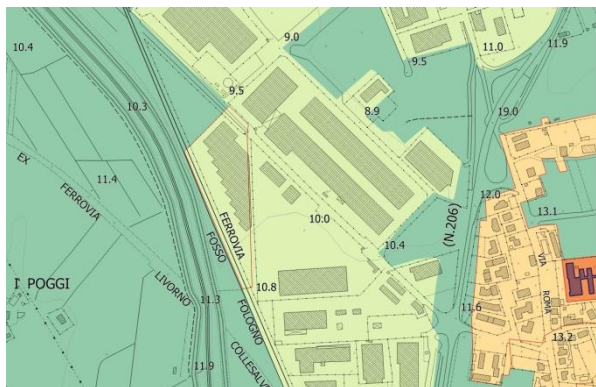 10.4
9.0
9.5
11.0
11.9
9.5
10.3
8.9
19.0
EX
FERROVIA
11.4
12.0
10.0
13.1
(N.206)
FERROVIA
FOSSO
10.4
VIA
ROMA
I' POGGI
LIVORNO
10.8
11.3
FOLOGNO
11.6
13.2
11.9
COLLESALV